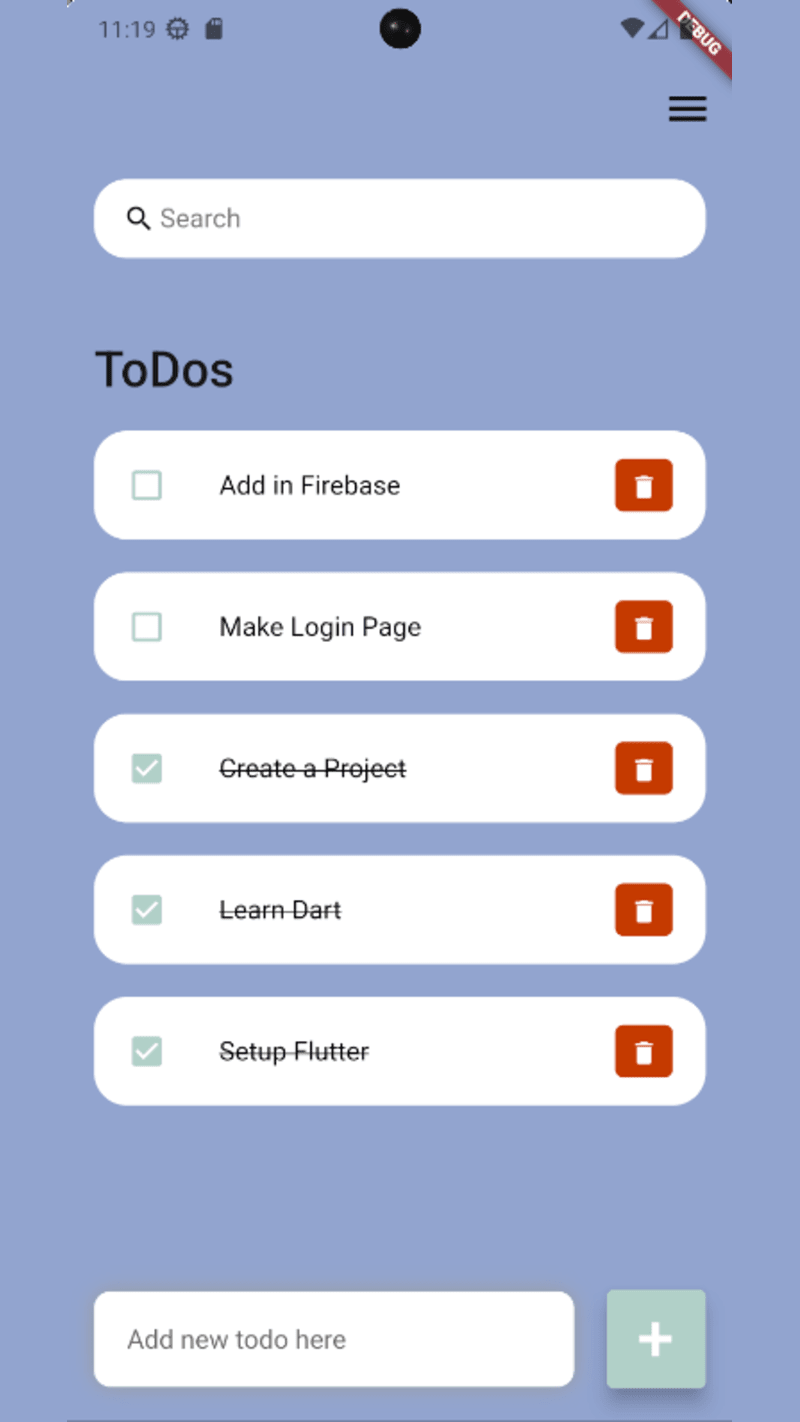 11:19
DEBUG
Search
ToDos
Add in Firebase
Make Login Page
Create a Project
Learn Dart
Setup Flutter
Add new todo here